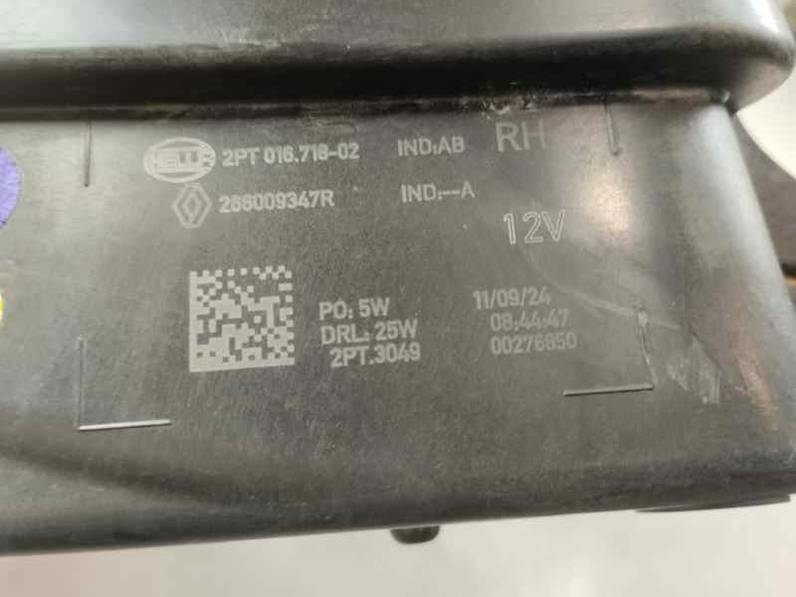 HELLA 2PT 016.718-02 IND:AB RH
266009347R IND:--A
12V
PO: 5W 11/09/24
DRL: 25W 08:44:47
2PT.3049 00276850